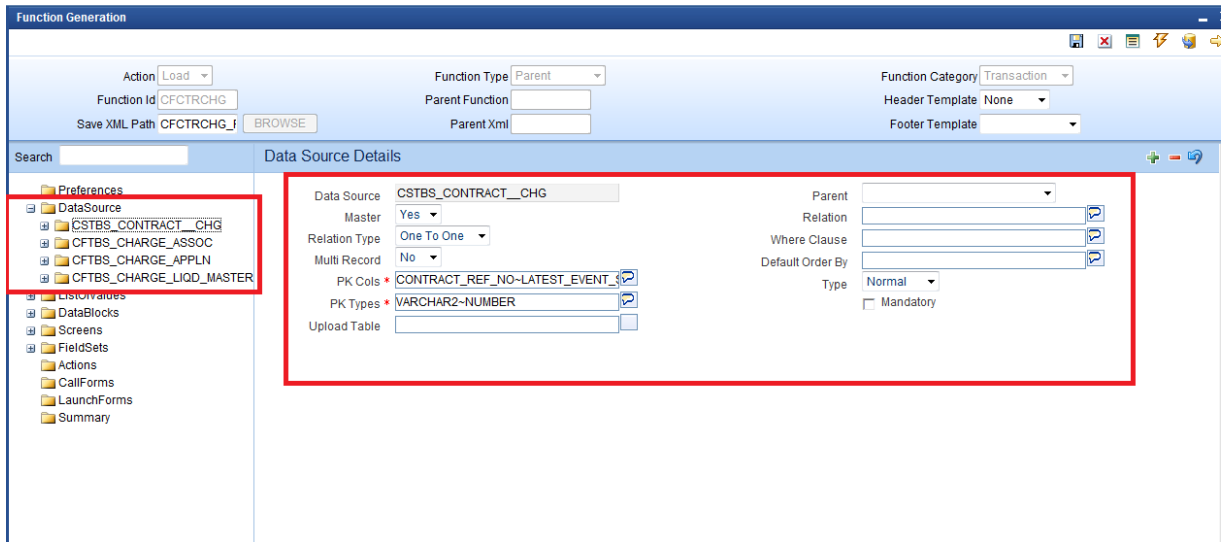 Function Generation
Action Load Function Type Parent Function Category Transaction
Function Id CFCTRCHG Parent Function Header Template None
Save XML Path CFCTRCHG_ BROWSE Parent Xml Footer Template
Search Data Source Details
Preferences
DataSource
CSTBS_CONTRACT__CHG
CFTBS_CHARGE_ASSOC
CFTBS_CHARGE_APPLN
CFTBS_CHARGE_LIQD_MASTER
ListOfValues
DataBlocks
Screens
FieldSets
Actions
CallForms
LaunchForms
Summary
Data Source CSTBS_CONTRACT__CHG Parent
Master Yes Relation
Relation Type One To One Where Clause
Multi Record No Default Order By
PK Cols * CONTRACT_REF_NO~LATEST_EVENT_ Type Normal
PK Types * VARCHAR2~NUMBER Mandatory
Upload Table